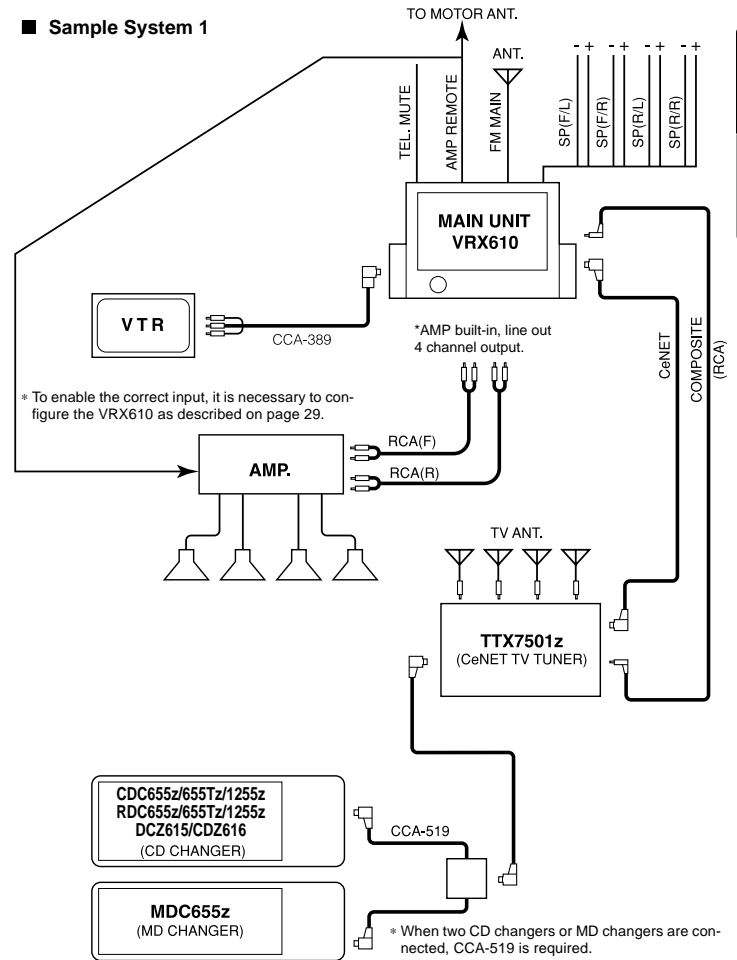 ■ Sample System 1
TO MOTOR ANT.
ANT.
- + - + - + - +
TEL. MUTE
AMP REMOTE
FM MAIN
SP(F/L)
SP(F/R)
SP(R/L)
SP(R/R)
MAIN UNIT
VRX610
VTR
CCA-389
*AMP built-in, line out
4 channel output.
CeNET
COMPOSITE
(RCA)
* To enable the correct input, it is necessary to con-
figure the VRX610 as described on page 29.
AMP.
RCA(F)
RCA(R)
TV ANT.
TTX7501z
(CeNET TV TUNER)
CDC655z/655Tz/1255z
RDC655z/655Tz/1255z
DCZ615/CDZ616
(CD CHANGER)
CCA-519
MDC655z
(MD CHANGER)
* When two CD changers or MD changers are con-
nected, CCA-519 is required.